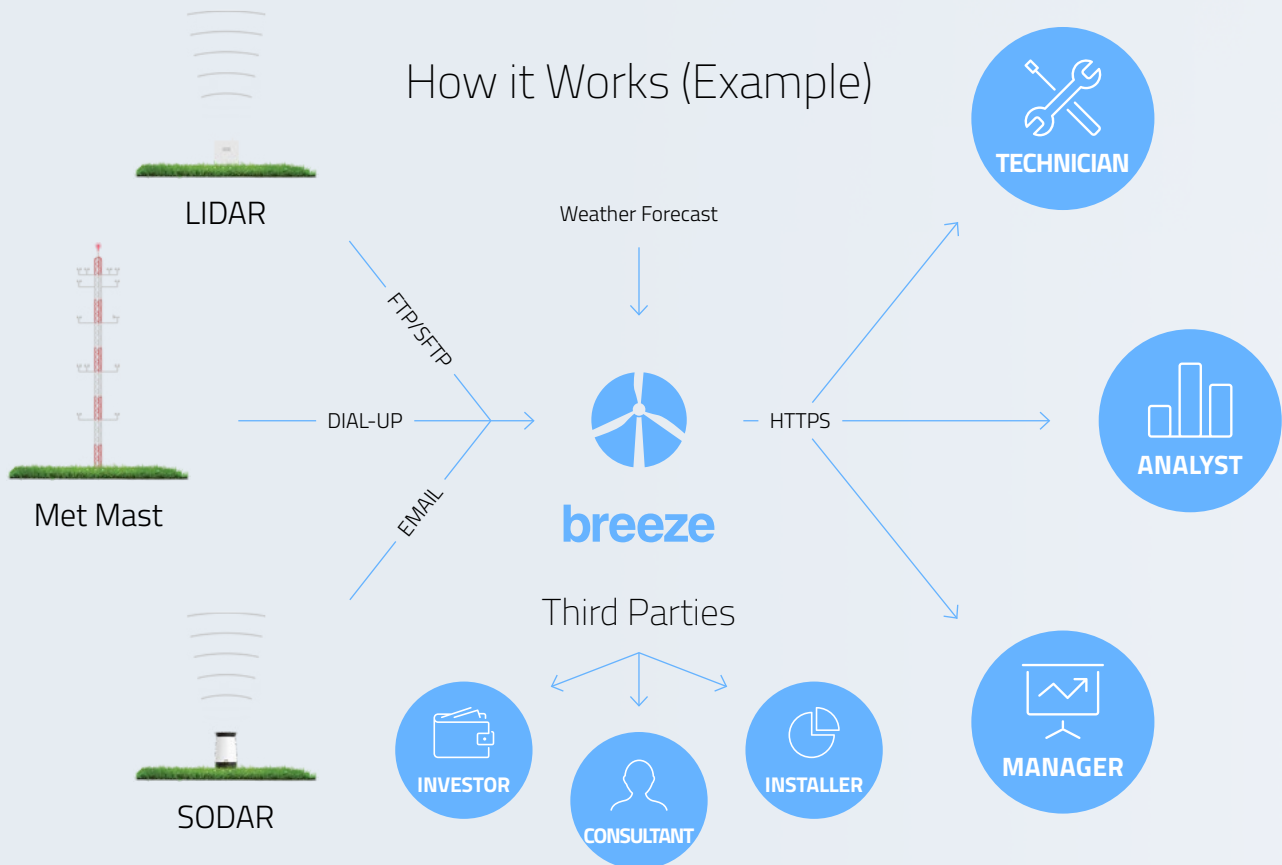 How it Works (Example)
LIDAR
Met Mast
SODAR
FTP/SFTP
DIAL-UP
EMAIL
Weather Forecast
breeze
HTTPS
TECHNICIAN
ANALYST
MANAGER
Third Parties
INVESTOR
CONSULTANT
INSTALLER